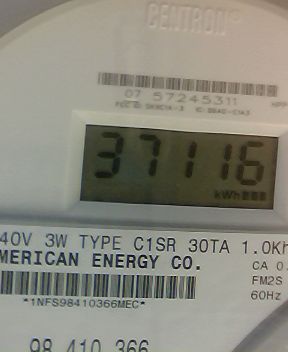 CENTRON®
07 57245311
37116
kWh
40V 3W TYPE C1SR 30TA 1.0Kh
MERICAN ENERGY CO.
CA 0.
FM2S
*1NFS98410366MEC*
60Hz
98 410 366